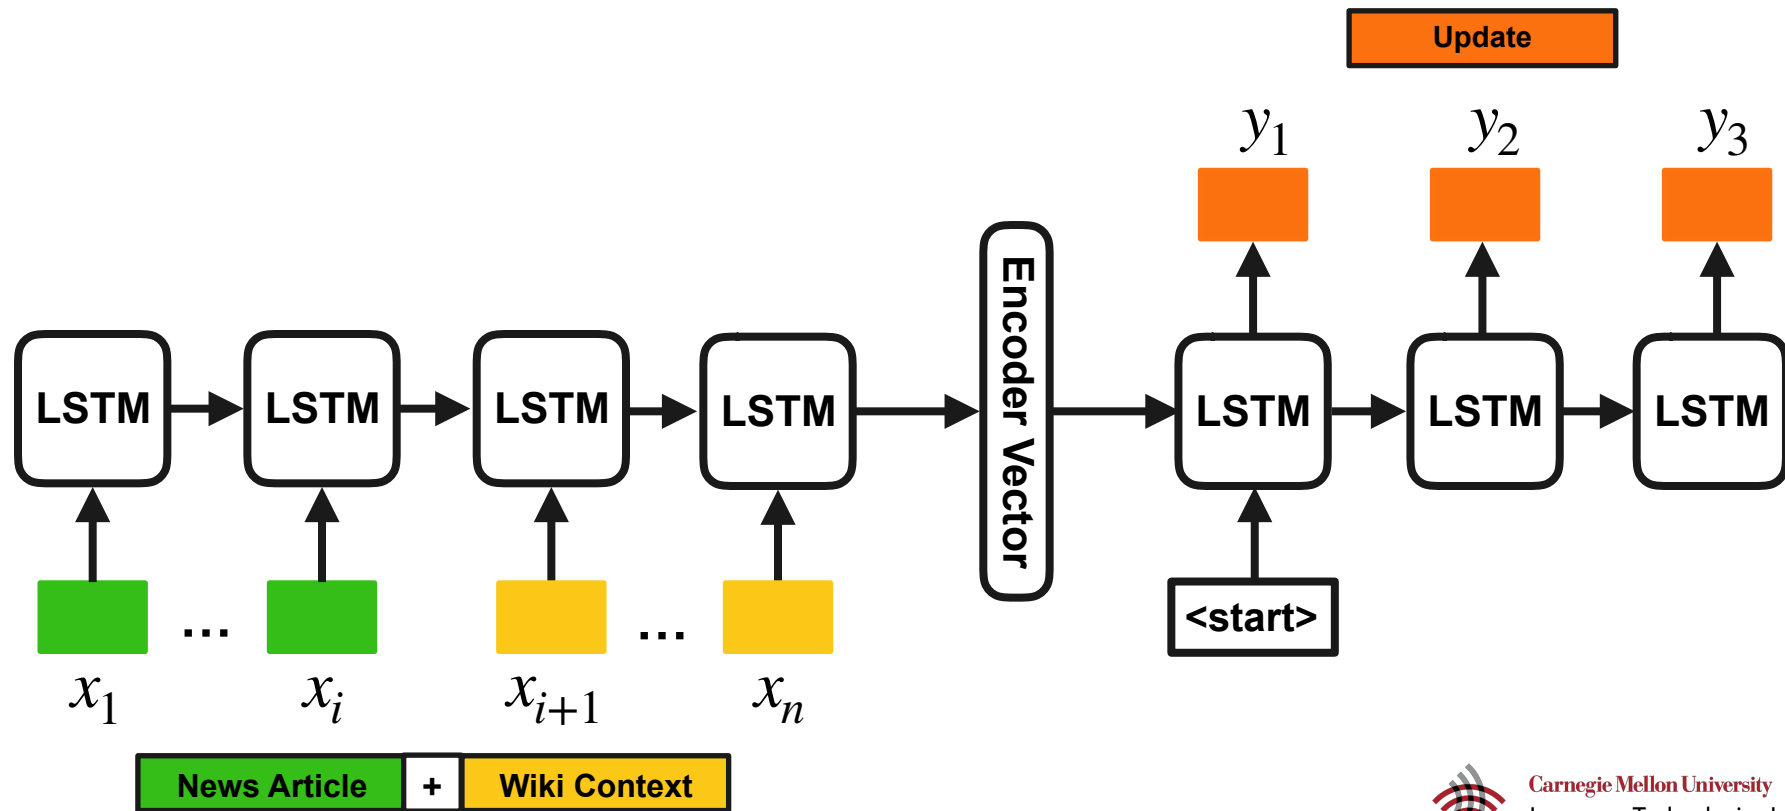 Update
y1 y2 y3
Encoder Vector
LSTM LSTM LSTM LSTM LSTM LSTM LSTM
<start>
... ...
x1 xi xi+1 xn
News Article + Wiki Context
Carnegie Mellon University